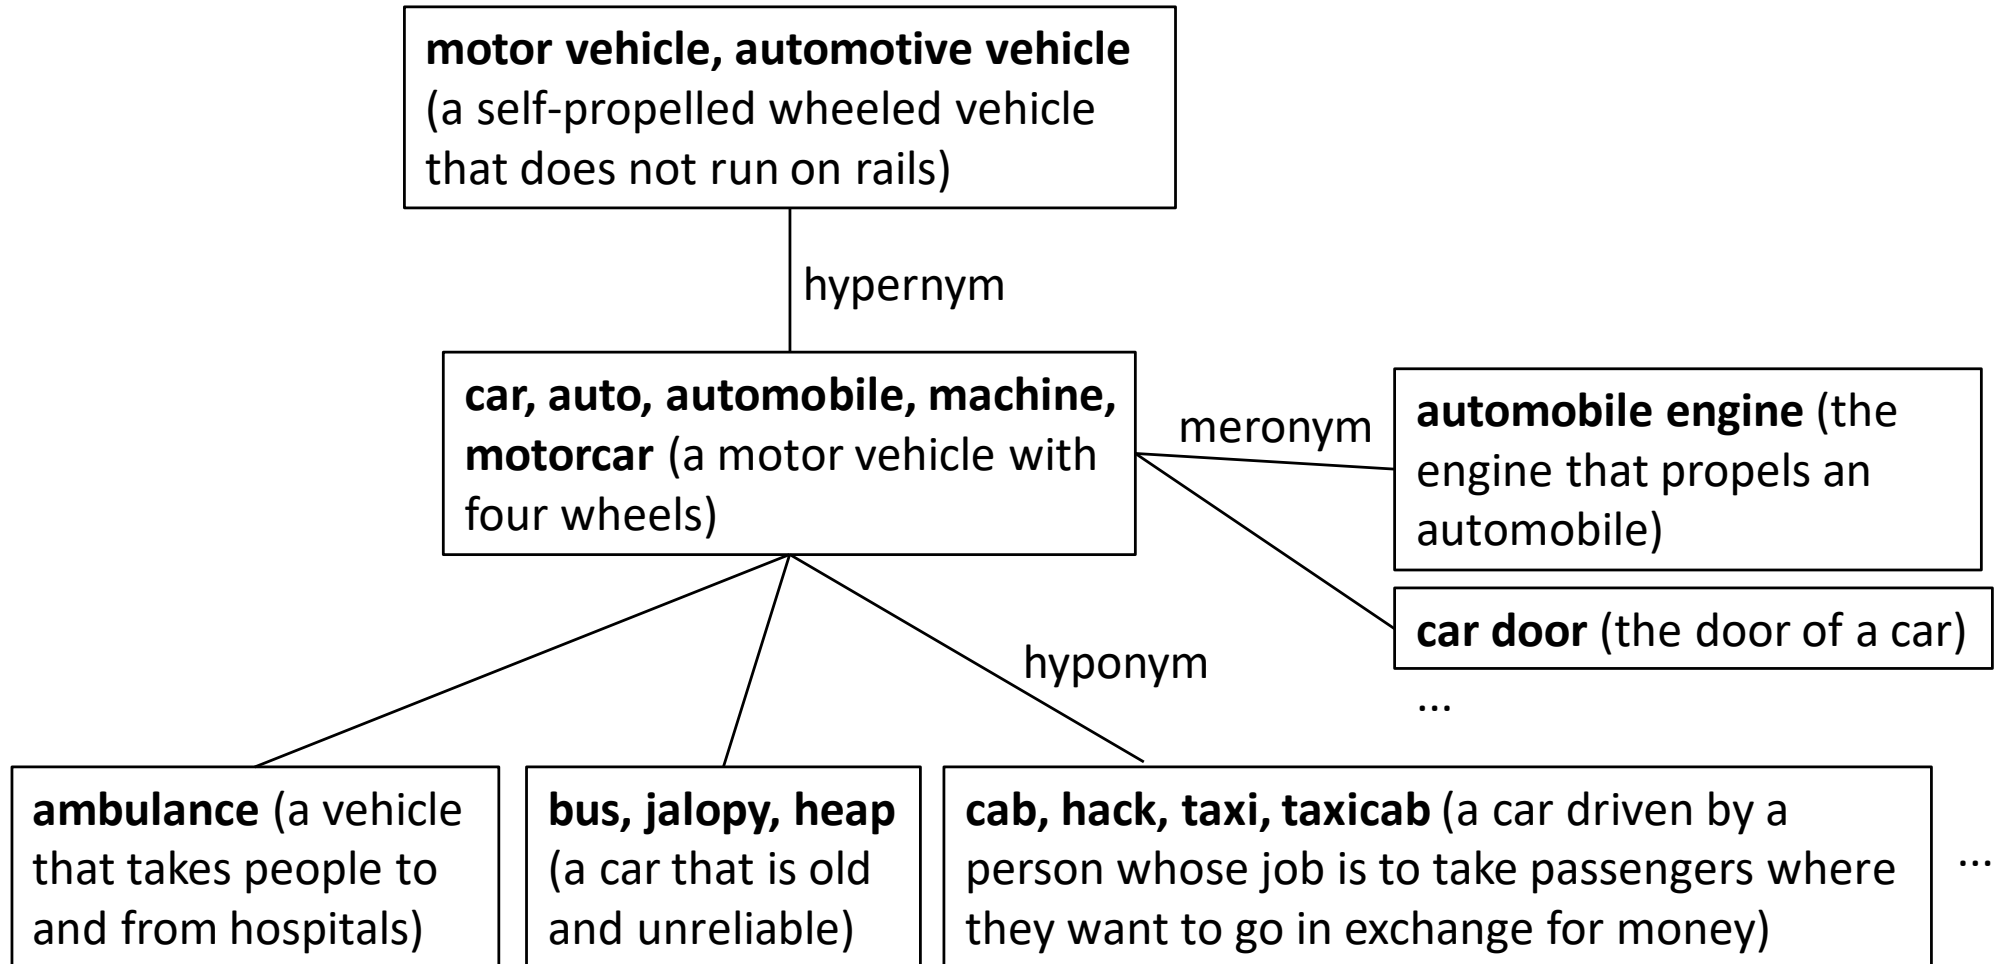 motor vehicle, automotive vehicle
(a self-propelled wheeled vehicle
that does not run on rails)
hypernym
car, auto, automobile, machine,
motorcar (a motor vehicle with
four wheels)
meronym
automobile engine (the
engine that propels an
automobile)
car door (the door of a car)
...
hyponym
ambulance (a vehicle
that takes people to
and from hospitals)
bus, jalopy, heap
(a car that is old
and unreliable)
cab, hack, taxi, taxicab (a car driven by a
person whose job is to take passengers where
they want to go in exchange for money)
...